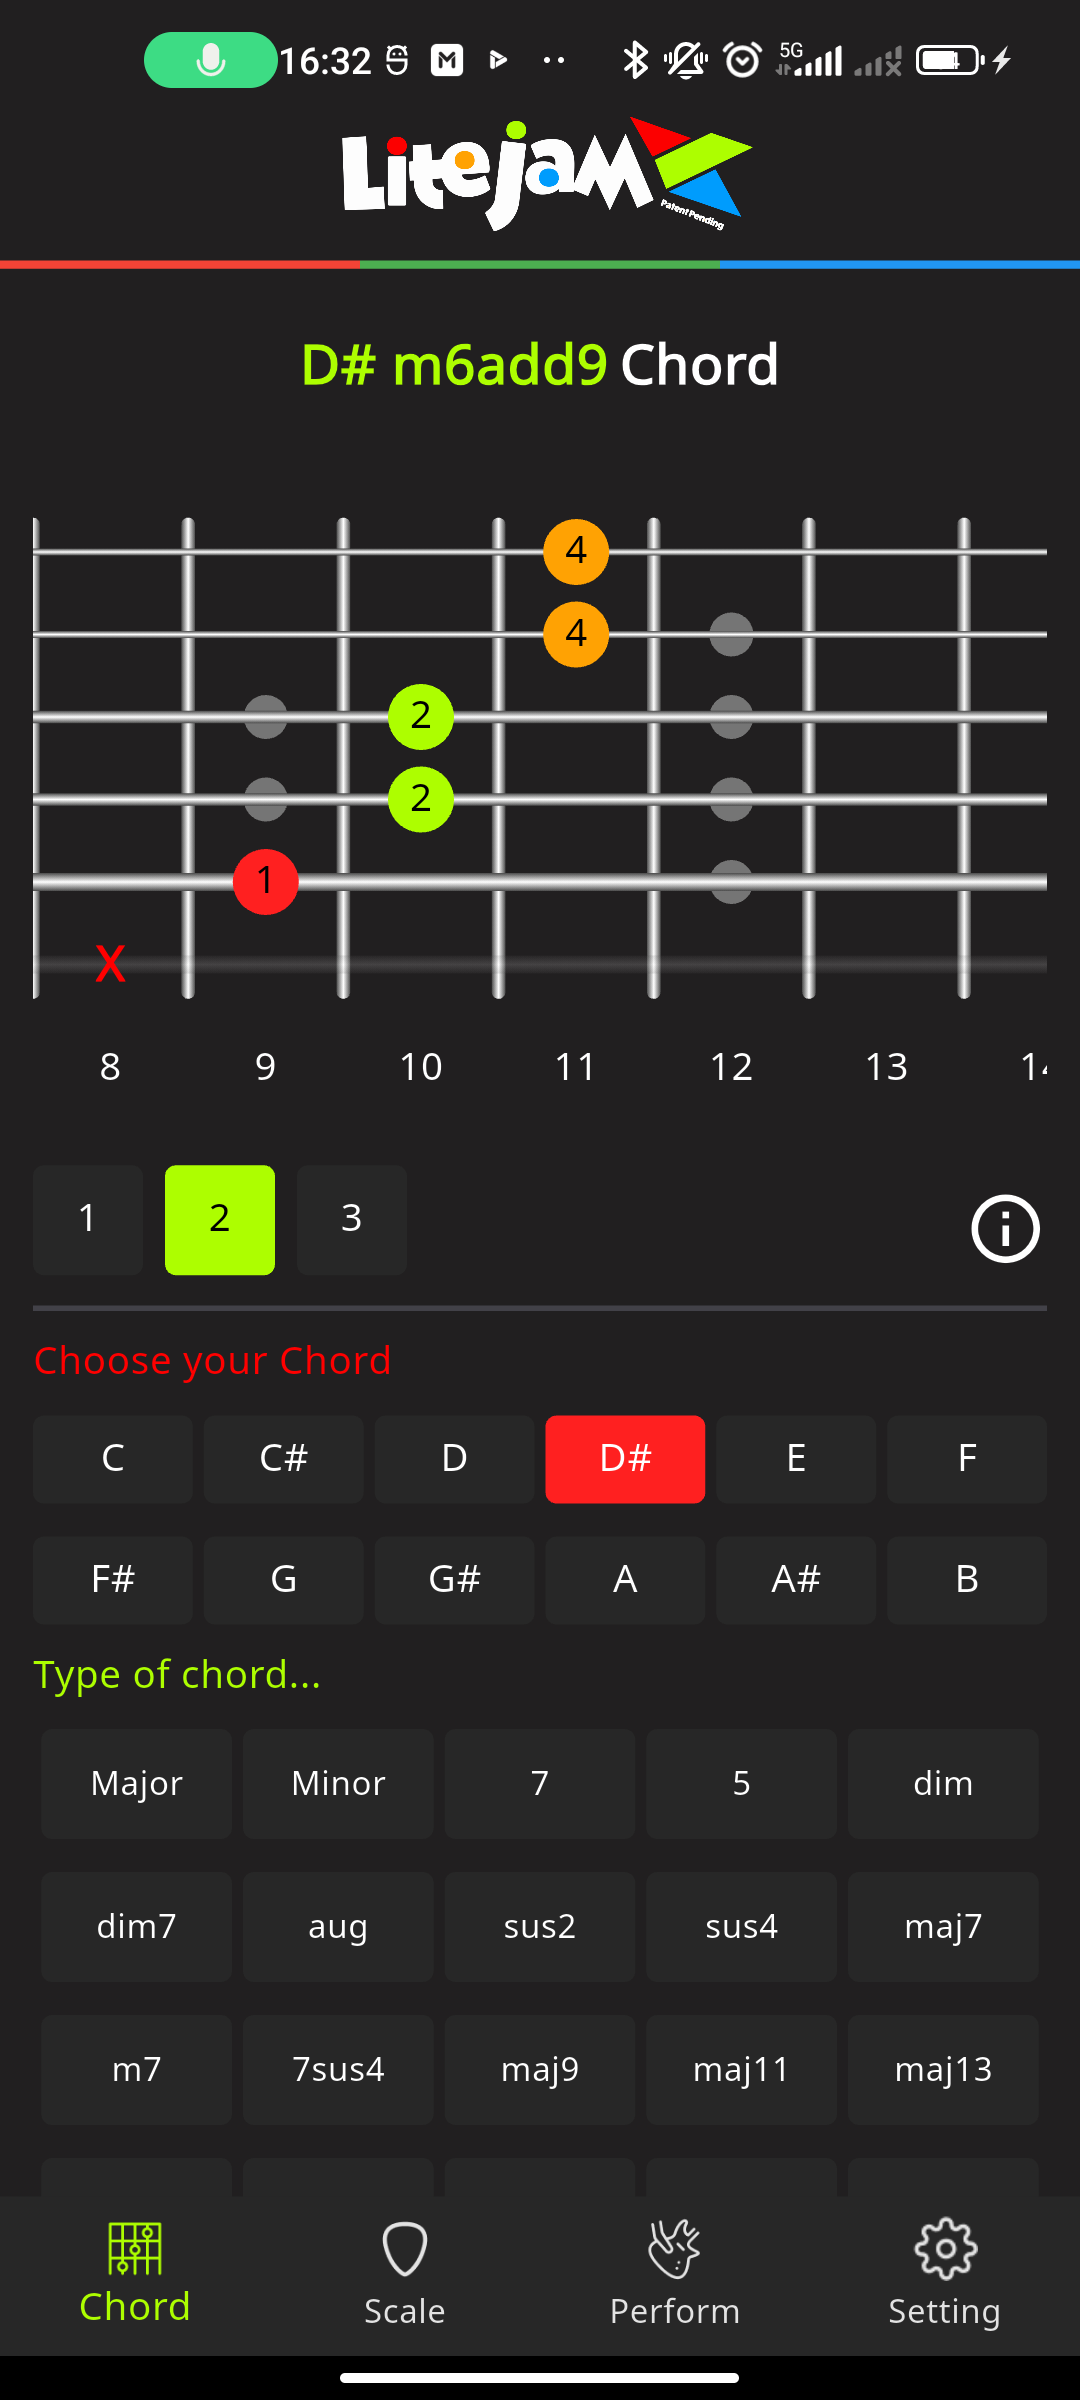 16:32
5G
Litejam
Patent Pending
D# m6add9 Chord
4
4
2
2
1
X
8 9 10 11 12 13
1 2 3
Choose your Chord
C C# D D# E F
F# G G# A A# B
Type of chord...
Major Minor 7 5 dim
dim7 aug sus2 sus4 maj7
m7 7sus4 maj9 maj11 maj13
Chord Scale Perform Setting